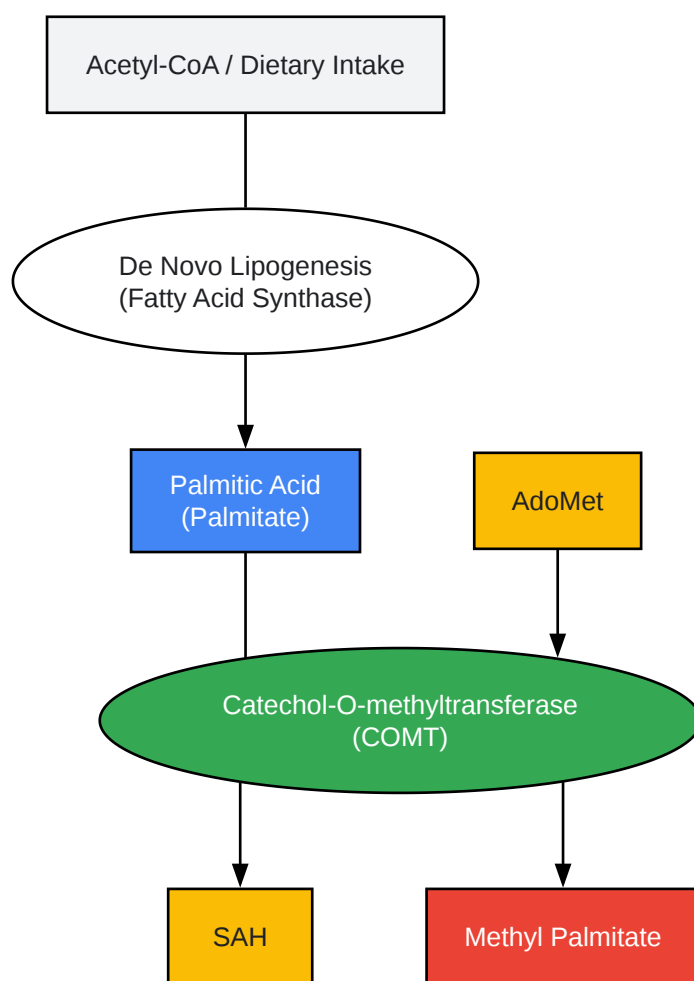 Acetyl-CoA / Dietary Intake
De Novo Lipogenesis
(Fatty Acid Synthase)
Palmitic Acid
(Palmitate)
AdoMet
Catechol-O-methyltransferase
(COMT)
SAH
Methyl Palmitate